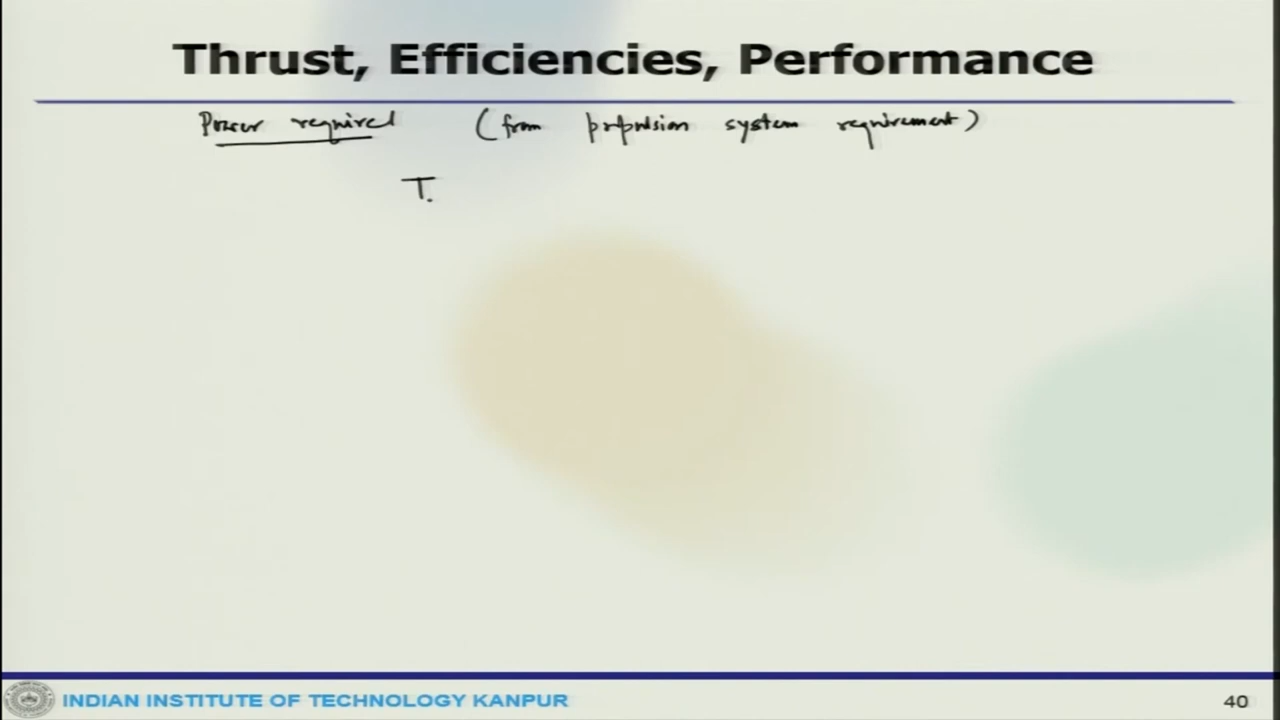 Thrust, Efficiencies, Performance
Power required (from propulsion system requirement)
T.
INDIAN INSTITUTE OF TECHNOLOGY KANPUR
40